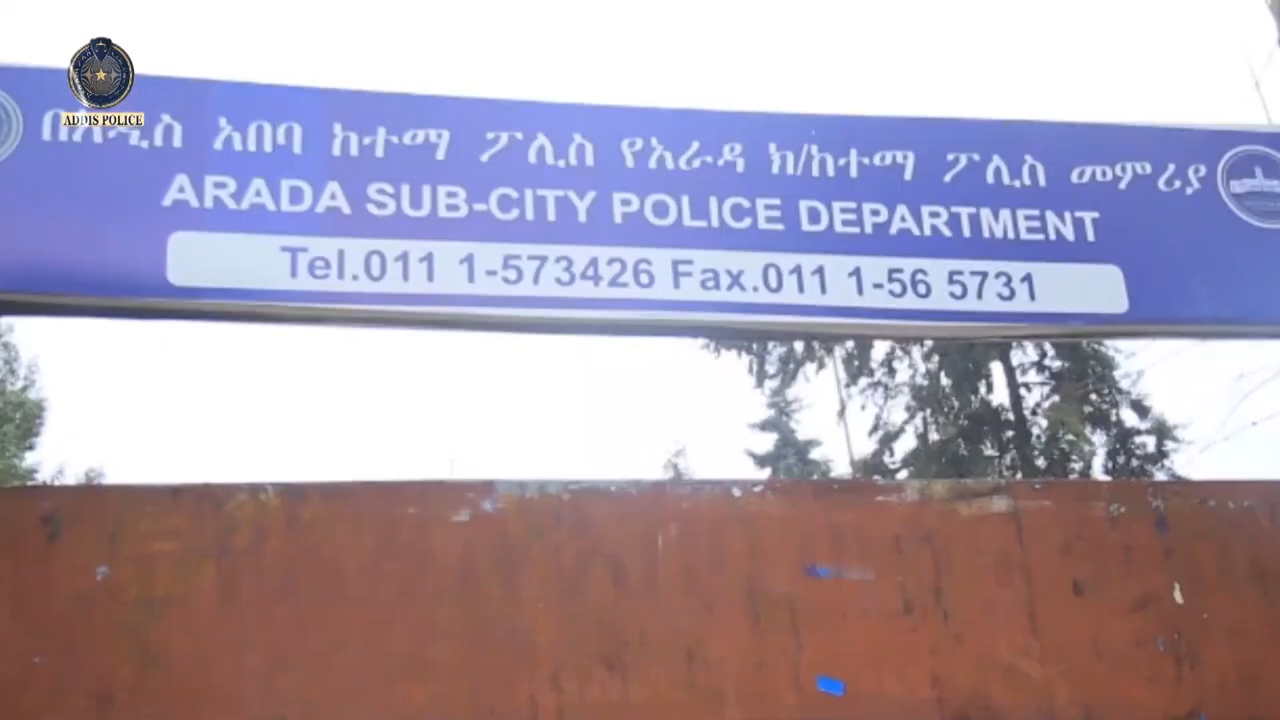 ADDIS POLICE
በአዲስ አበባ ከተማ ፖሊስ የአራዳ ክ/ከተማ ፖሊስ መምሪያ
ARADA SUB-CITY POLICE DEPARTMENT
Tel.011 1-573426 Fax.011 1-56 5731